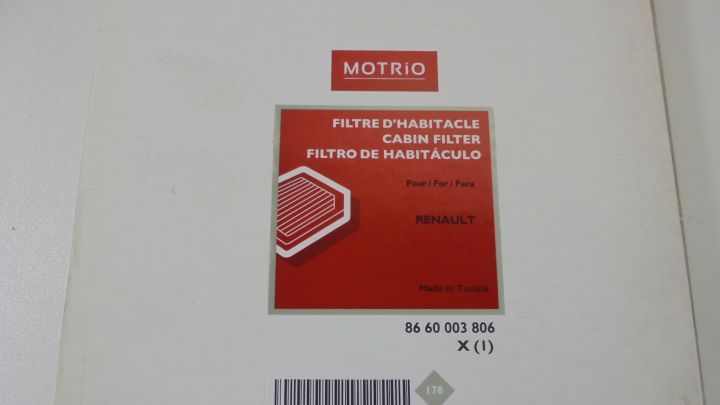 MOTRiO
FILTRE D'HABITACLE
CABIN FILTER
FILTRO DE HABITÁCULO
Pour / For / Para
RENAULT
Made in Tunisie
86 60 003 806
X (1)
178